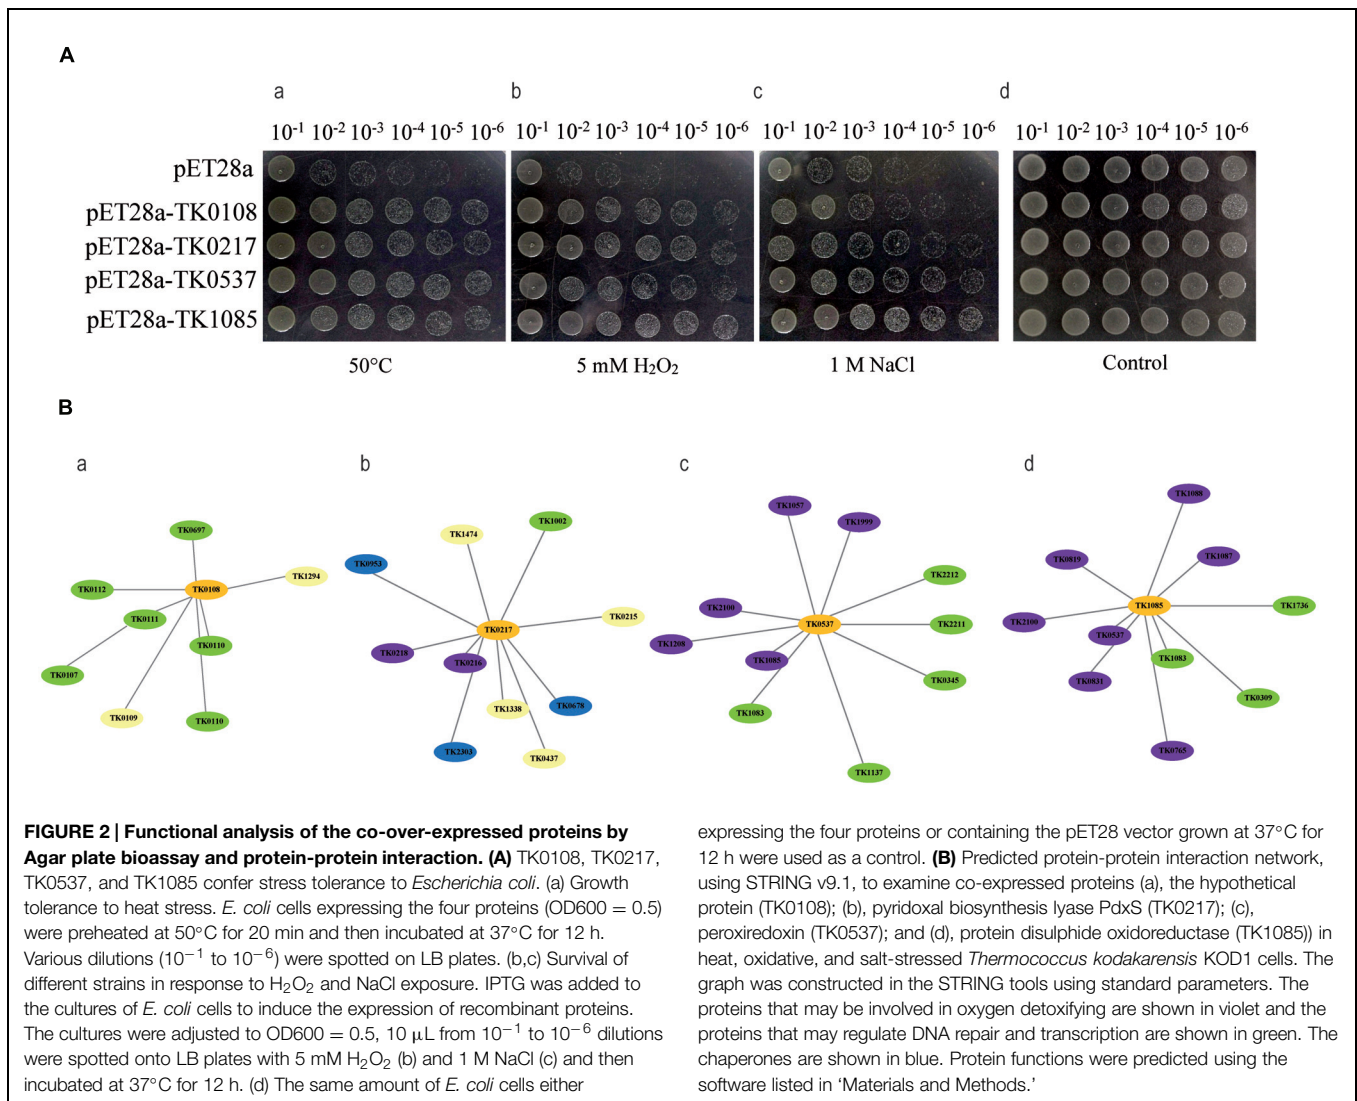 A
a b c d
10-1 10-2 10-3 10-4 10-5 10-6 10-1 10-2 10-3 10-4 10-5 10-6 10-1 10-2 10-3 10-4 10-5 10-6 10-1 10-2 10-3 10-4 10-5 10-6
pET28a
pET28a-TK0108
pET28a-TK0217
pET28a-TK0537
pET28a-TK1085
50°C 5 mM H2O2 1 M NaCl Control
B
a
TK0697
TK1294
TK0112
TK0108
TK0111
TK0110
TK0107
TK0109
TK0110
b
TK1474
TK1002
TK0953
TK0215
TK0217
TK0218
TK0216
TK1338
TK0678
TK2303
TK0437
c
TK1057
TK1999
TK2212
TK2100
TK0537
TK2211
TK1208
TK1085
TK0345
TK1083
TK1137
d
TK1088
TK0819
TK1087
TK1085
TK1736
TK2100
TK0537
TK1083
TK0831
TK0309
TK0765
FIGURE 2 | Functional analysis of the co-over-expressed proteins by
Agar plate bioassay and protein-protein interaction. (A) TK0108, TK0217,
TK0537, and TK1085 confer stress tolerance to Escherichia coli. (a) Growth
tolerance to heat stress. E. coli cells expressing the four proteins (OD600 = 0.5)
were preheated at 50°C for 20 min and then incubated at 37°C for 12 h.
Various dilutions (10−1 to 10−6) were spotted on LB plates. (b,c) Survival of
different strains in response to H2O2 and NaCl exposure. IPTG was added to
the cultures of E. coli cells to induce the expression of recombinant proteins.
The cultures were adjusted to OD600 = 0.5, 10 μL from 10−1 to 10−6 dilutions
were spotted onto LB plates with 5 mM H2O2 (b) and 1 M NaCl (c) and then
incubated at 37°C for 12 h. (d) The same amount of E. coli cells either
expressing the four proteins or containing the pET28 vector grown at 37°C for
12 h were used as a control. (B) Predicted protein-protein interaction network,
using STRING v9.1, to examine co-expressed proteins (a), the hypothetical
protein (TK0108); (b), pyridoxal biosynthesis lyase PdxS (TK0217); (c),
peroxiredoxin (TK0537); and (d), protein disulphide oxidoreductase (TK1085)) in
heat, oxidative, and salt-stressed Thermococcus kodakarensis KOD1 cells. The
graph was constructed in the STRING tools using standard parameters. The
proteins that may be involved in oxygen detoxifying are shown in violet and the
proteins that may regulate DNA repair and transcription are shown in green. The
chaperones are shown in blue. Protein functions were predicted using the
software listed in ‘Materials and Methods.’